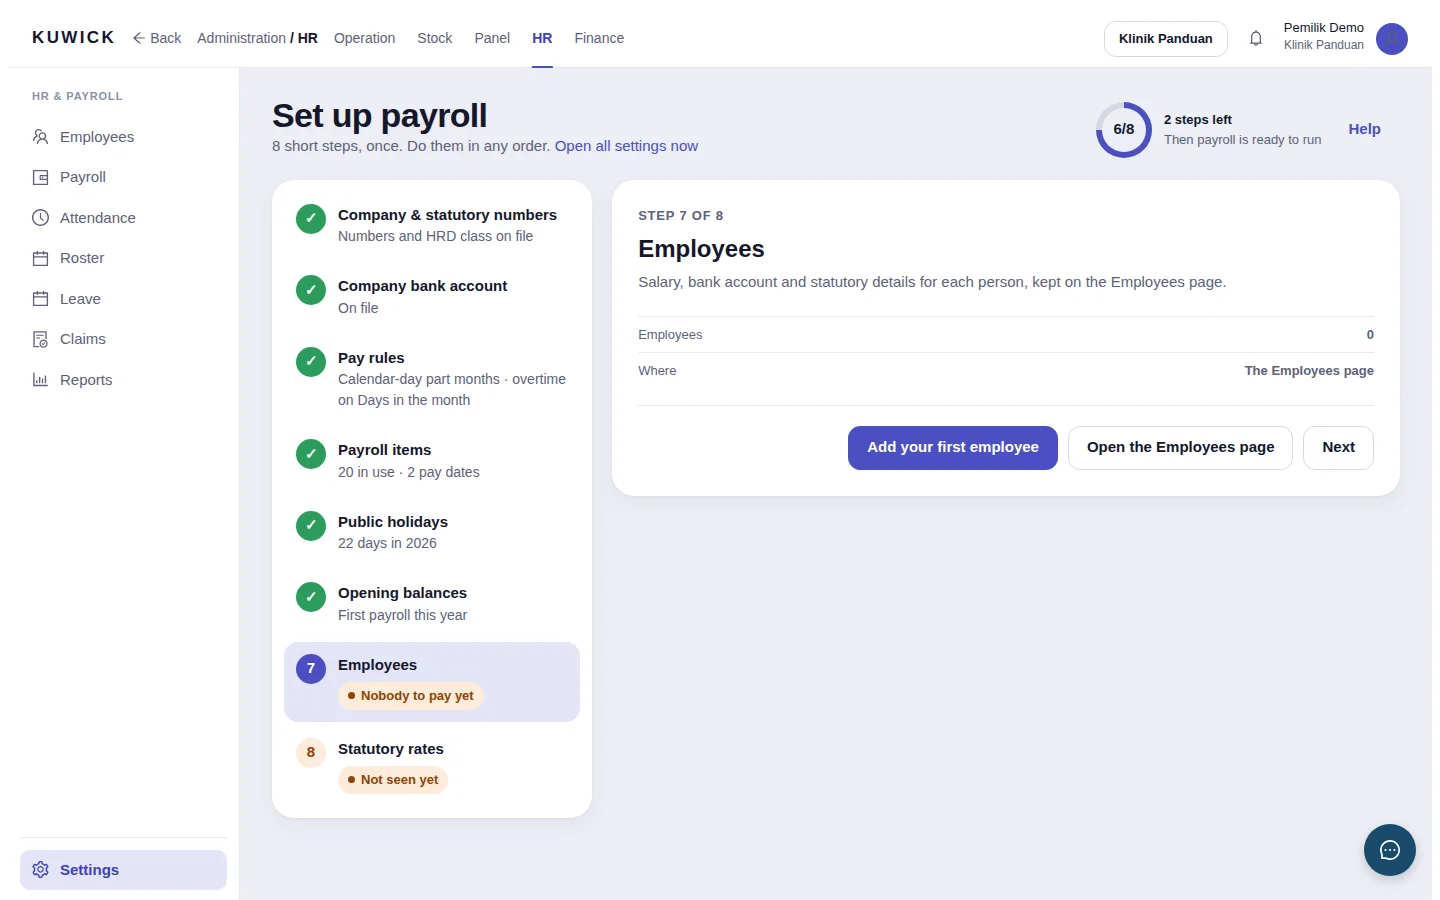 KUWICK
Back
Administration / HR
Operation
Stock
Panel
HR
Finance
Klinik Panduan
Pemilik Demo
Klinik Panduan
HR & PAYROLL
Employees
Payroll
Attendance
Roster
Leave
Claims
Reports
Settings
Set up payroll
8 short steps, once. Do them in any order. Open all settings now
6/8
2 steps left
Then payroll is ready to run
Help
Company & statutory numbers
Numbers and HRD class on file
Company bank account
On file
Pay rules
Calendar-day part months · overtime
on Days in the month
Payroll items
20 in use · 2 pay dates
Public holidays
22 days in 2026
Opening balances
First payroll this year
7
Employees
Nobody to pay yet
8
Statutory rates
Not seen yet
STEP 7 OF 8
Employees
Salary, bank account and statutory details for each person, kept on the Employees page.
Employees
0
Where
The Employees page
Add your first employee
Open the Employees page
Next